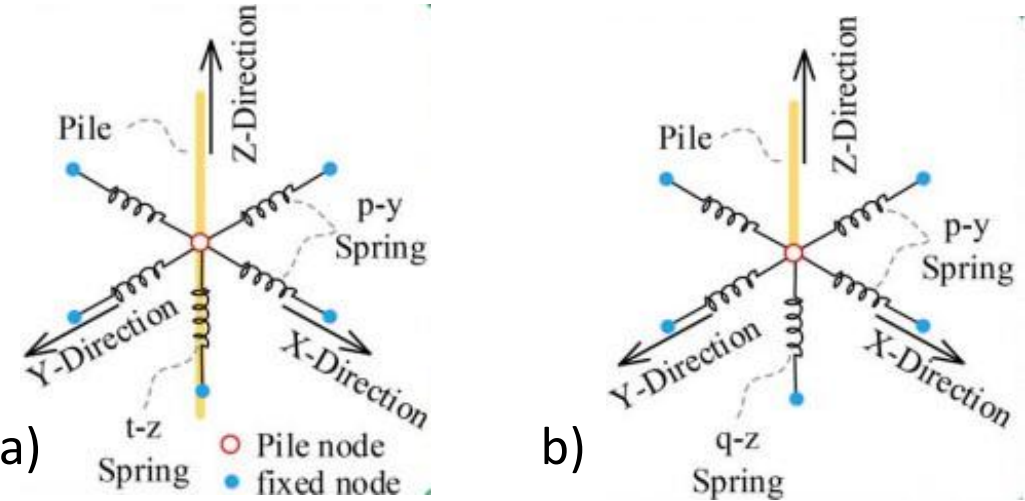 Z-Direction
Pile
p-y
Spring
Y-Direction
X-Direction
t-z
Spring
Pile node
fixed node
a)
Z-Direction
Pile
p-y
Spring
Y-Direction
X-Direction
q-z
Spring
b)